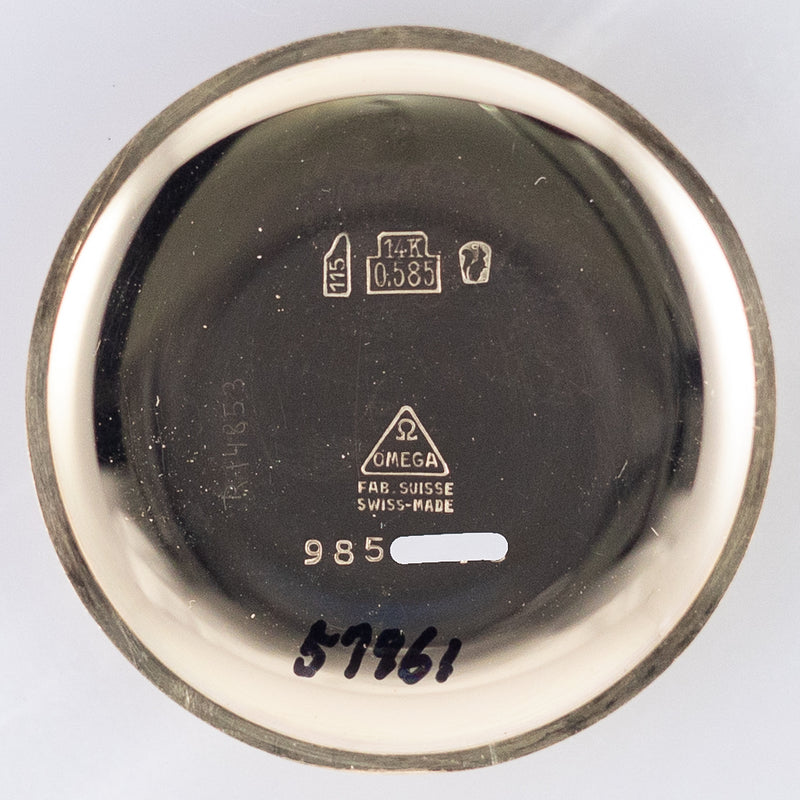 115
14K
0.585
Ω
OMEGA
FAB. SUISSE
SWISS-MADE
985
57961